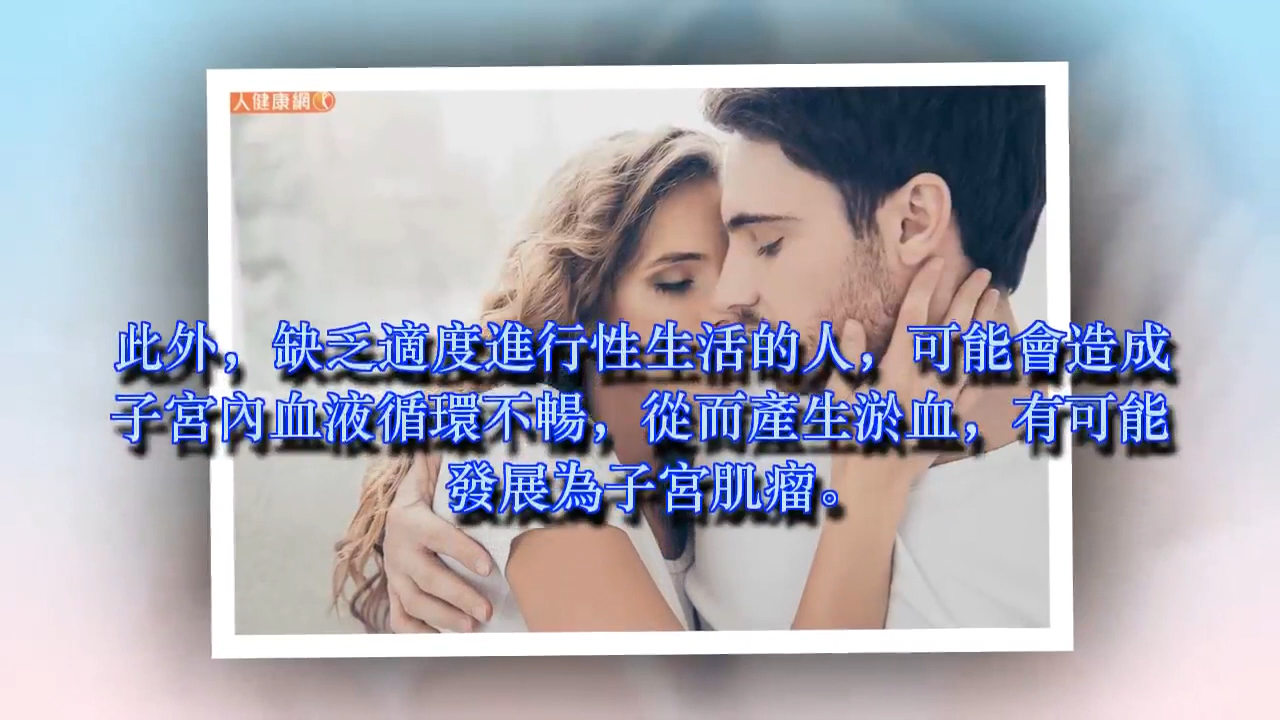 人健康網
此外，缺乏適度進行性生活的人，可能會造成
子宮內血液循環不暢，從而產生淤血，有可能
發展為子宮肌瘤。